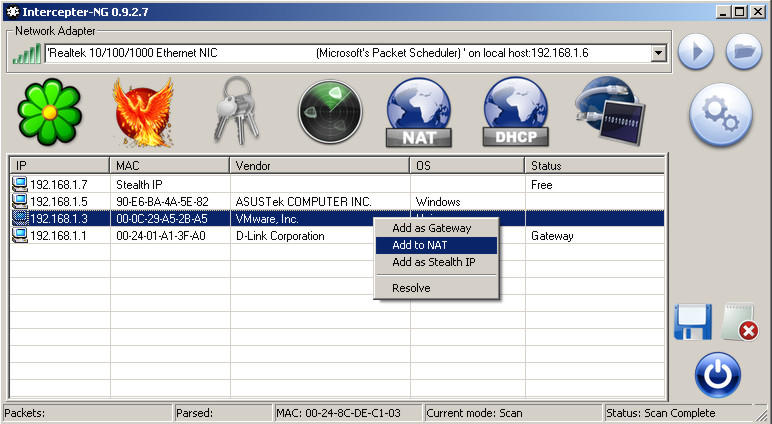 Intercepter-NG 0.9.2.7
Network Adapter
'Realtek 10/100/1000 Ethernet NIC (Microsoft's Packet Scheduler) ' on local host:192.168.1.6
NAT
DHCP
IP MAC Vendor OS Status
192.168.1.7 Stealth IP Free
192.168.1.5 90-E6-BA-4A-5E-82 ASUSTek COMPUTER INC. Windows
192.168.1.3 00-0C-29-A5-2B-A5 VMware, Inc.
192.168.1.1 00-24-01-A1-3F-A0 D-Link Corporation Gateway
Add as Gateway
Add to NAT
Add as Stealth IP
Resolve
Packets: Parsed: MAC: 00-24-8C-DE-C1-03 Current mode: Scan Status: Scan Complete